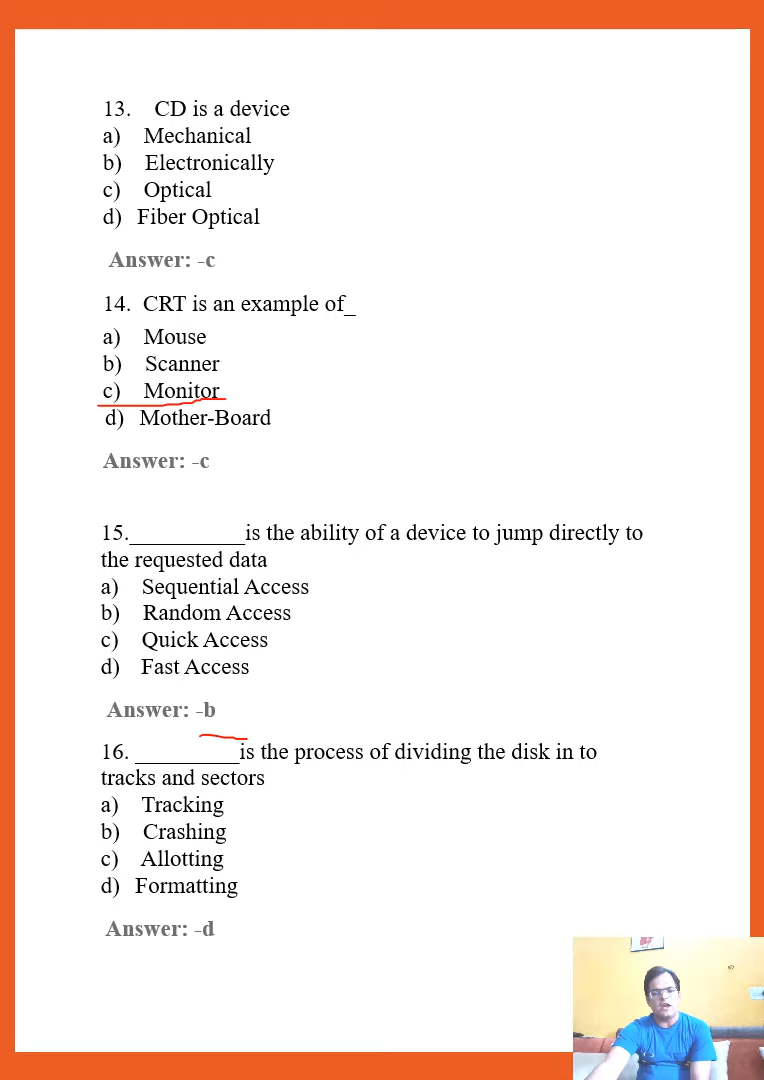 13. CD is a device
a) Mechanical
b) Electronically
c) Optical
d) Fiber Optical
Answer: -c
14. CRT is an example of_
a) Mouse
b) Scanner
c) Monitor
d) Mother-Board
Answer: -c
15.__________is the ability of a device to jump directly to
the requested data
a) Sequential Access
b) Random Access
c) Quick Access
d) Fast Access
Answer: -b
16. _________is the process of dividing the disk in to
tracks and sectors
a) Tracking
b) Crashing
c) Allotting
d) Formatting
Answer: -d